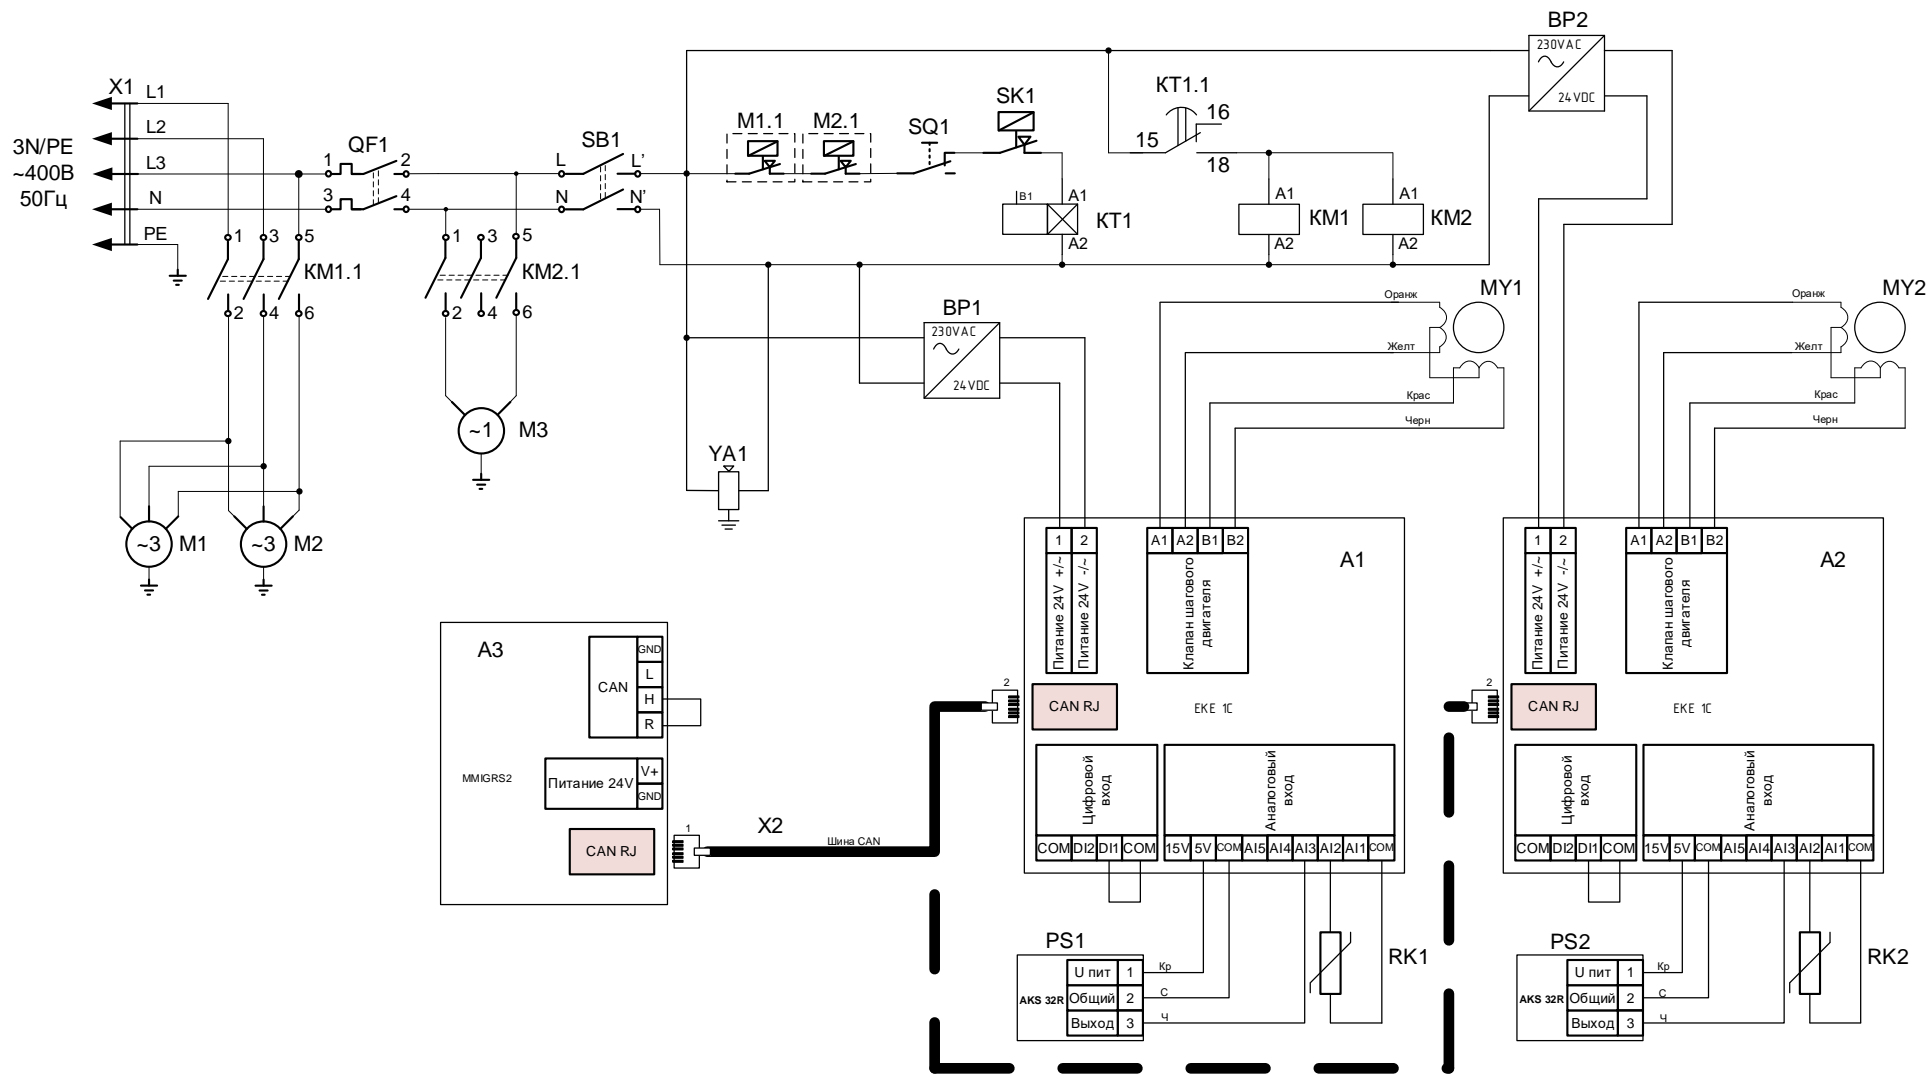 BP2
230VAC
24VDC
X1
L1
L2
L3
N
PE
3N/PE
~400В
50Гц
QF1
1 2
3 4
SB1
L L'
N N'
M1.1
M2.1
SQ1
SK1
KT1.1
15 16
18
B1 A1
KT1
A2
A1
KM1
A2
A1
KM2
A2
1 3 5
KM1.1
2 4 6
1 3 5
KM2.1
2 4 6
BP1
230VAC
24VDC
Оранж
MY1
Желт
Крас
Черн
Оранж
MY2
Желт
Крас
Черн
~1 M3
YA1
~3 M1
~3 M2
1 2
Питание 24V +/~
Питание 24V -/~
A1 A2 B1 B2
Клапан шагового
двигателя
A1
2
CAN RJ
EKE 1C
Цифровой
вход
Аналоговый
вход
COM DI2 DI1 COM
15V 5V COM AI5 AI4 AI3 AI2 AI1 COM
1 2
Питание 24V +/~
Питание 24V -/~
A1 A2 B1 B2
Клапан шагового
двигателя
A2
2
CAN RJ
EKE 1C
Цифровой
вход
Аналоговый
вход
COM DI2 DI1 COM
15V 5V COM AI5 AI4 AI3 AI2 AI1 COM
A3
CAN
GND
L
H
R
MMIGRS2
Питание 24V
V+
GND
CAN RJ
1
X2
Шина CAN
PS1
AKS 32R
U пит 1 Кр
Общий 2 С
Выход 3 Ч
RK1
PS2
AKS 32R
U пит 1 Кр
Общий 2 С
Выход 3 Ч
RK2